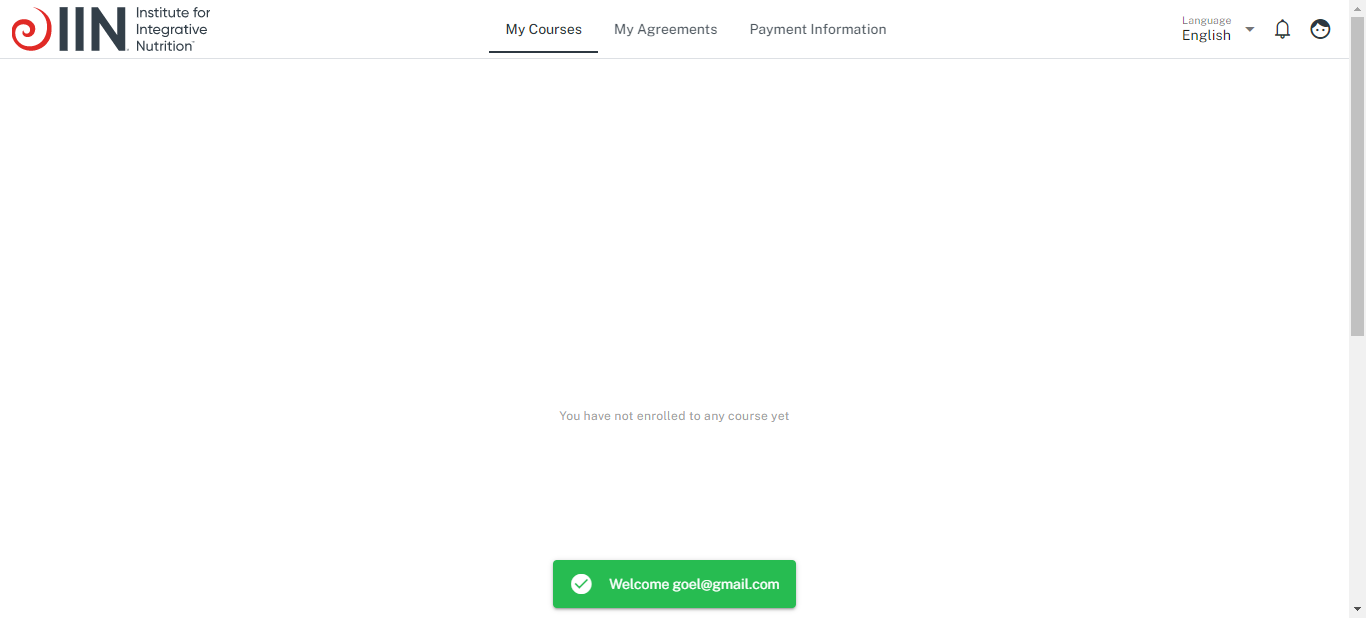 IIN
Institute for
Integrative
Nutrition
My Courses
My Agreements
Payment Information
Language
English
You have not enrolled to any course yet
Welcome goel@gmail.com